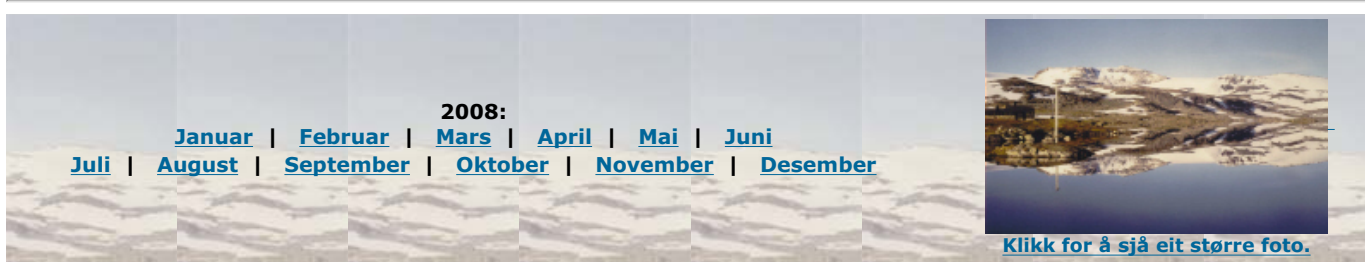 2008:
Januar | Februar | Mars | April | Mai | Juni
Juli | August | September | Oktober | November | Desember
Klikk for å sjå eit større foto.